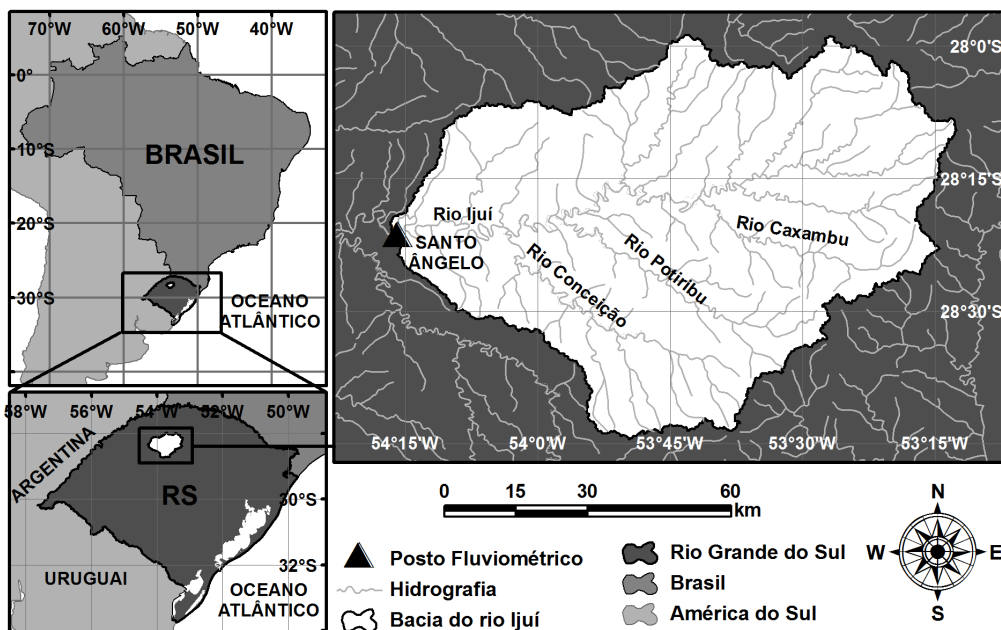 70°W 60°W 50°W 40°W
0°
BRASIL
10°S
20°S
30°S
OCEANO
ATLÂNTICO
58°W 56°W 54°W 52°W 50°W
ARGENTINA
RS
30°S
URUGUAI
32°S
OCEANO
ATLÂNTICO
28°0'S
28°15'S
Rio Ijuí
SANTO
ÂNGELO
Rio Conceição
Rio Potiribu
Rio Caxambu
28°30'S
54°15'W 54°0'W 53°45'W 53°30'W 53°15'W
0 15 30 60
km
Posto Fluviométrico
Hidrografia
Bacia do rio Ijuí
Rio Grande do Sul
Brasil
América do Sul
N
W E
S